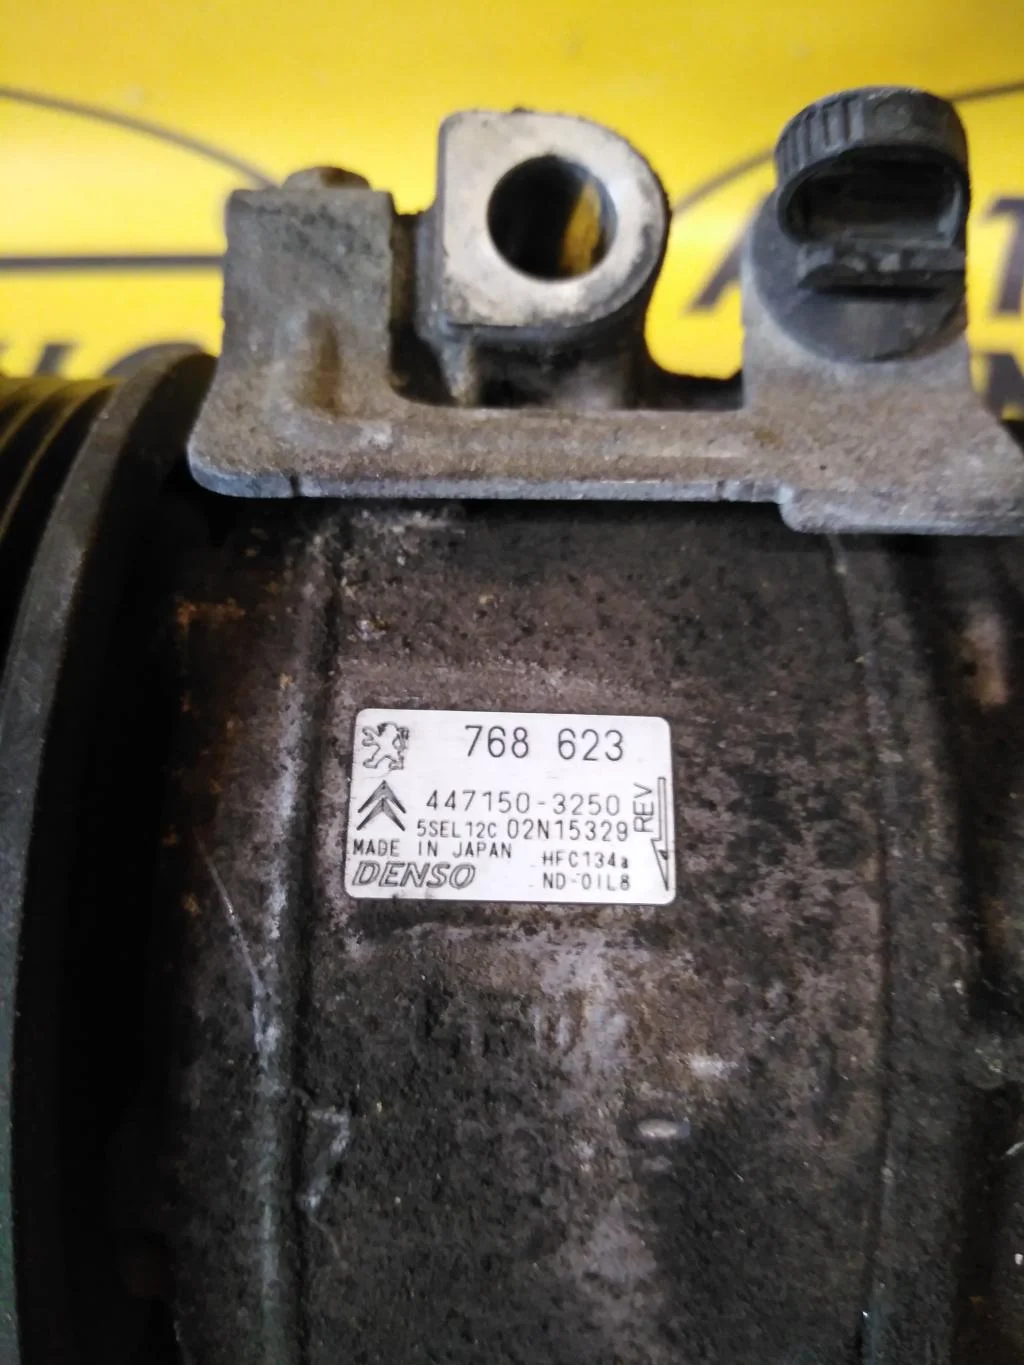 768 623
447150-3250
5SEL12C 02N15329
REV
MADE IN JAPAN HFC134a
DENSO ND-OIL8